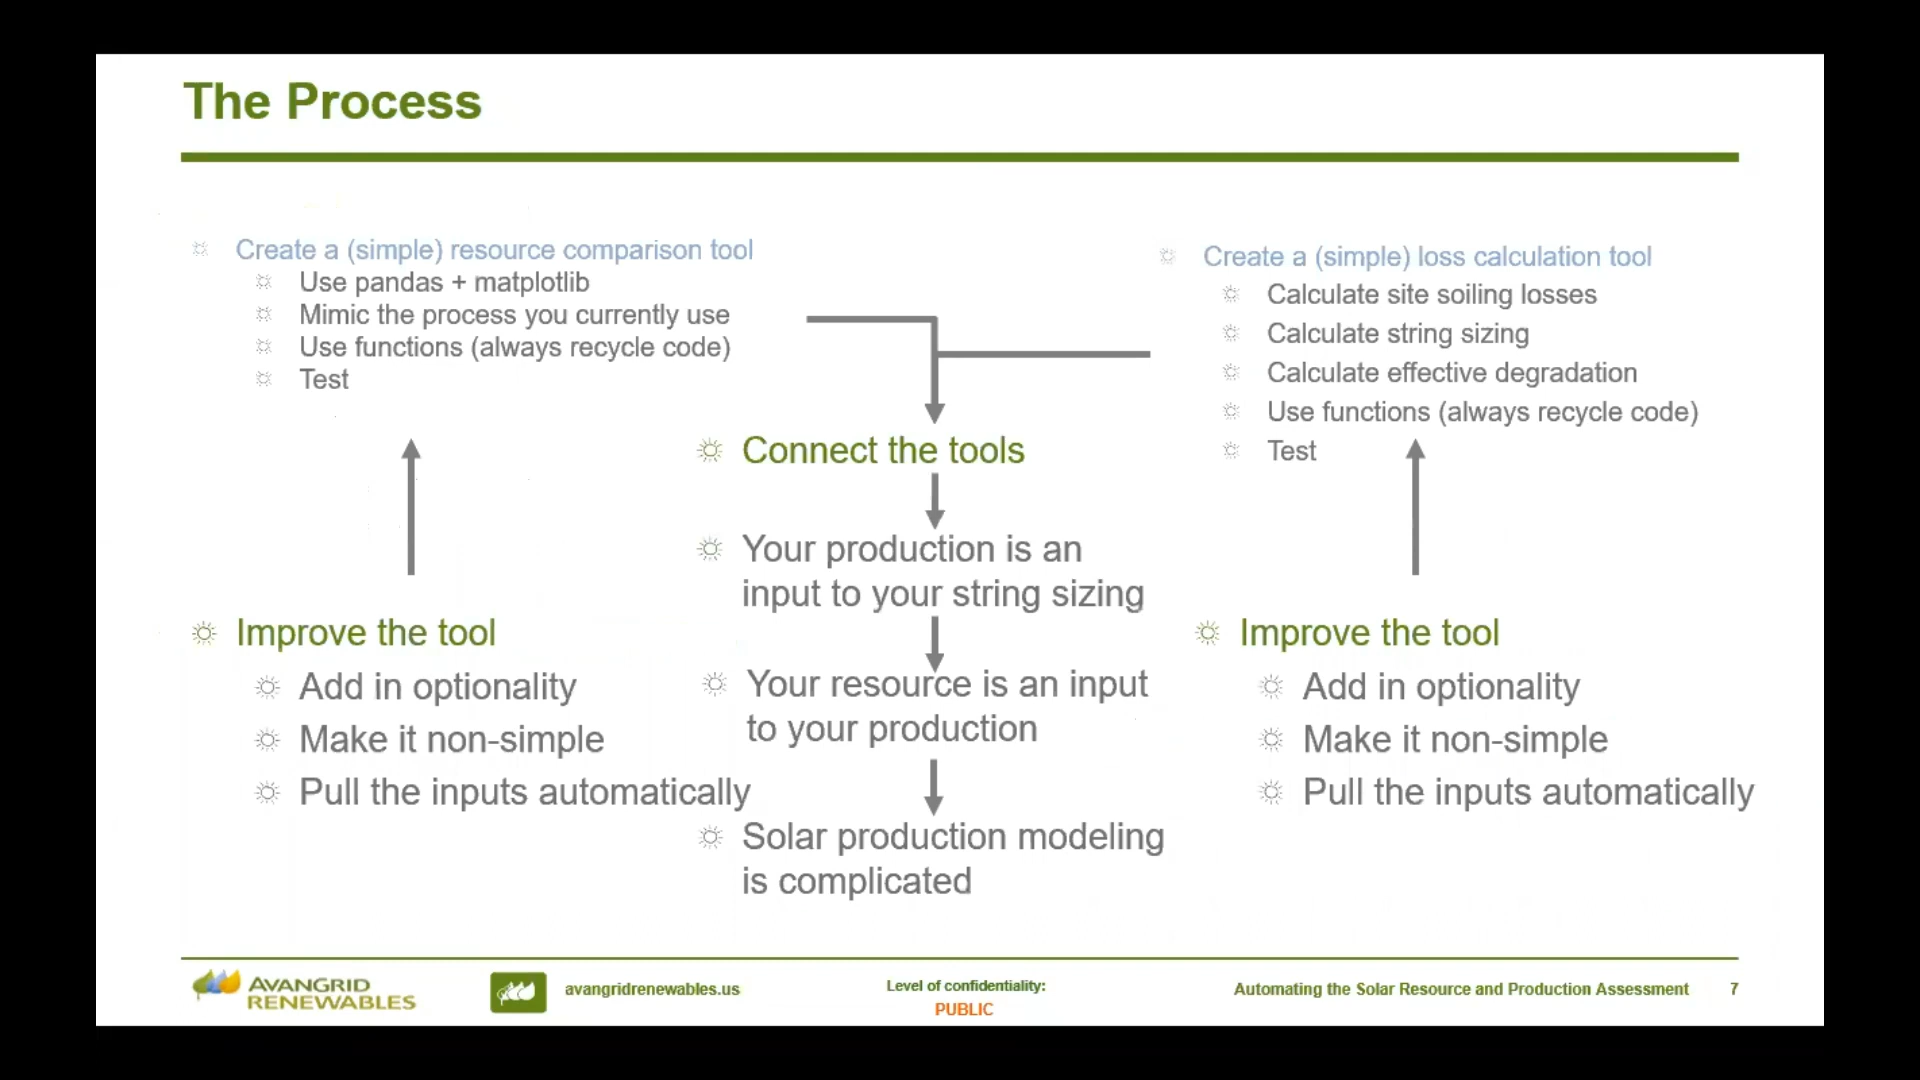 The Process
Create a (simple) resource comparison tool
Use pandas + matplotlib
Mimic the process you currently use
Use functions (always recycle code)
Test
Improve the tool
Add in optionality
Make it non-simple
Pull the inputs automatically
Connect the tools
Your production is an
input to your string sizing
Your resource is an input
to your production
Solar production modeling
is complicated
Create a (simple) loss calculation tool
Calculate site soiling losses
Calculate string sizing
Calculate effective degradation
Use functions (always recycle code)
Test
Improve the tool
Add in optionality
Make it non-simple
Pull the inputs automatically
AVANGRID
RENEWABLES
avangridrenewables.us
Level of confidentiality:
PUBLIC
Automating the Solar Resource and Production Assessment 7